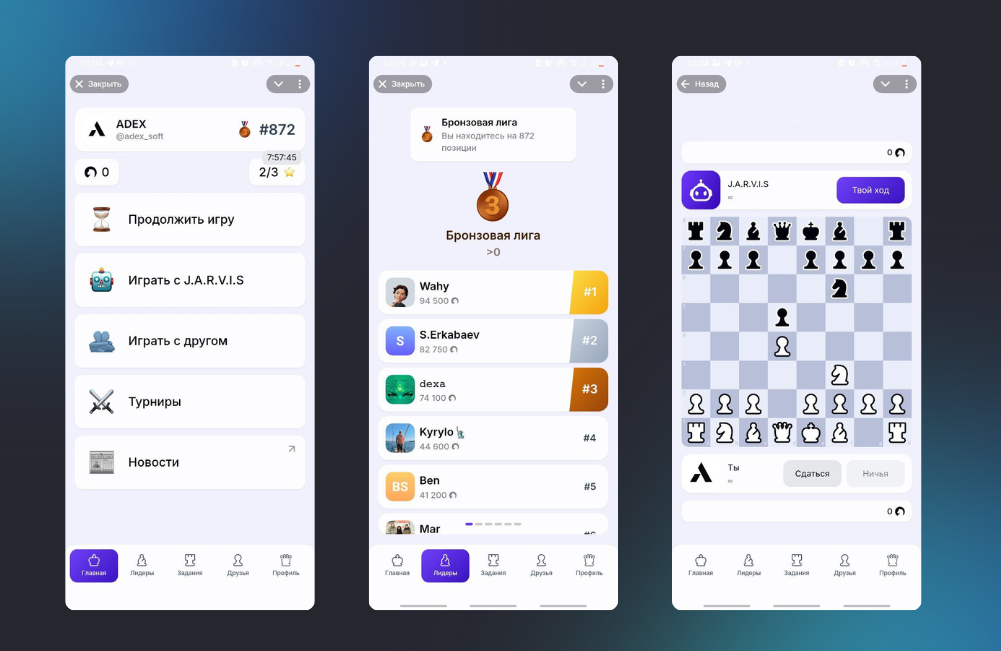 Закрыть
ADEX
@adex_soft
#872
7:57:45
0
2/3
Продолжить игру
Играть с J.A.R.V.I.S
Играть с другом
Турниры
Новости
Главная
Лидеры
Задания
Друзья
Профиль
Закрыть
Бронзовая лига
Вы находитесь на 872
позиции
3
Бронзовая лига
>0
Wahy
94 500
#1
S
S.Erkabaev
82 750
#2
dexa
74 100
#3
Kyrylo
44 600
#4
BS
Ben
41 200
#5
Mar
Главная
Лидеры
Задания
Друзья
Профиль
Назад
0
J.A.R.V.I.S
∞
Твой ход
Ты
∞
Сдаться
Ничья
0
Главная
Лидеры
Задания
Друзья
Профиль